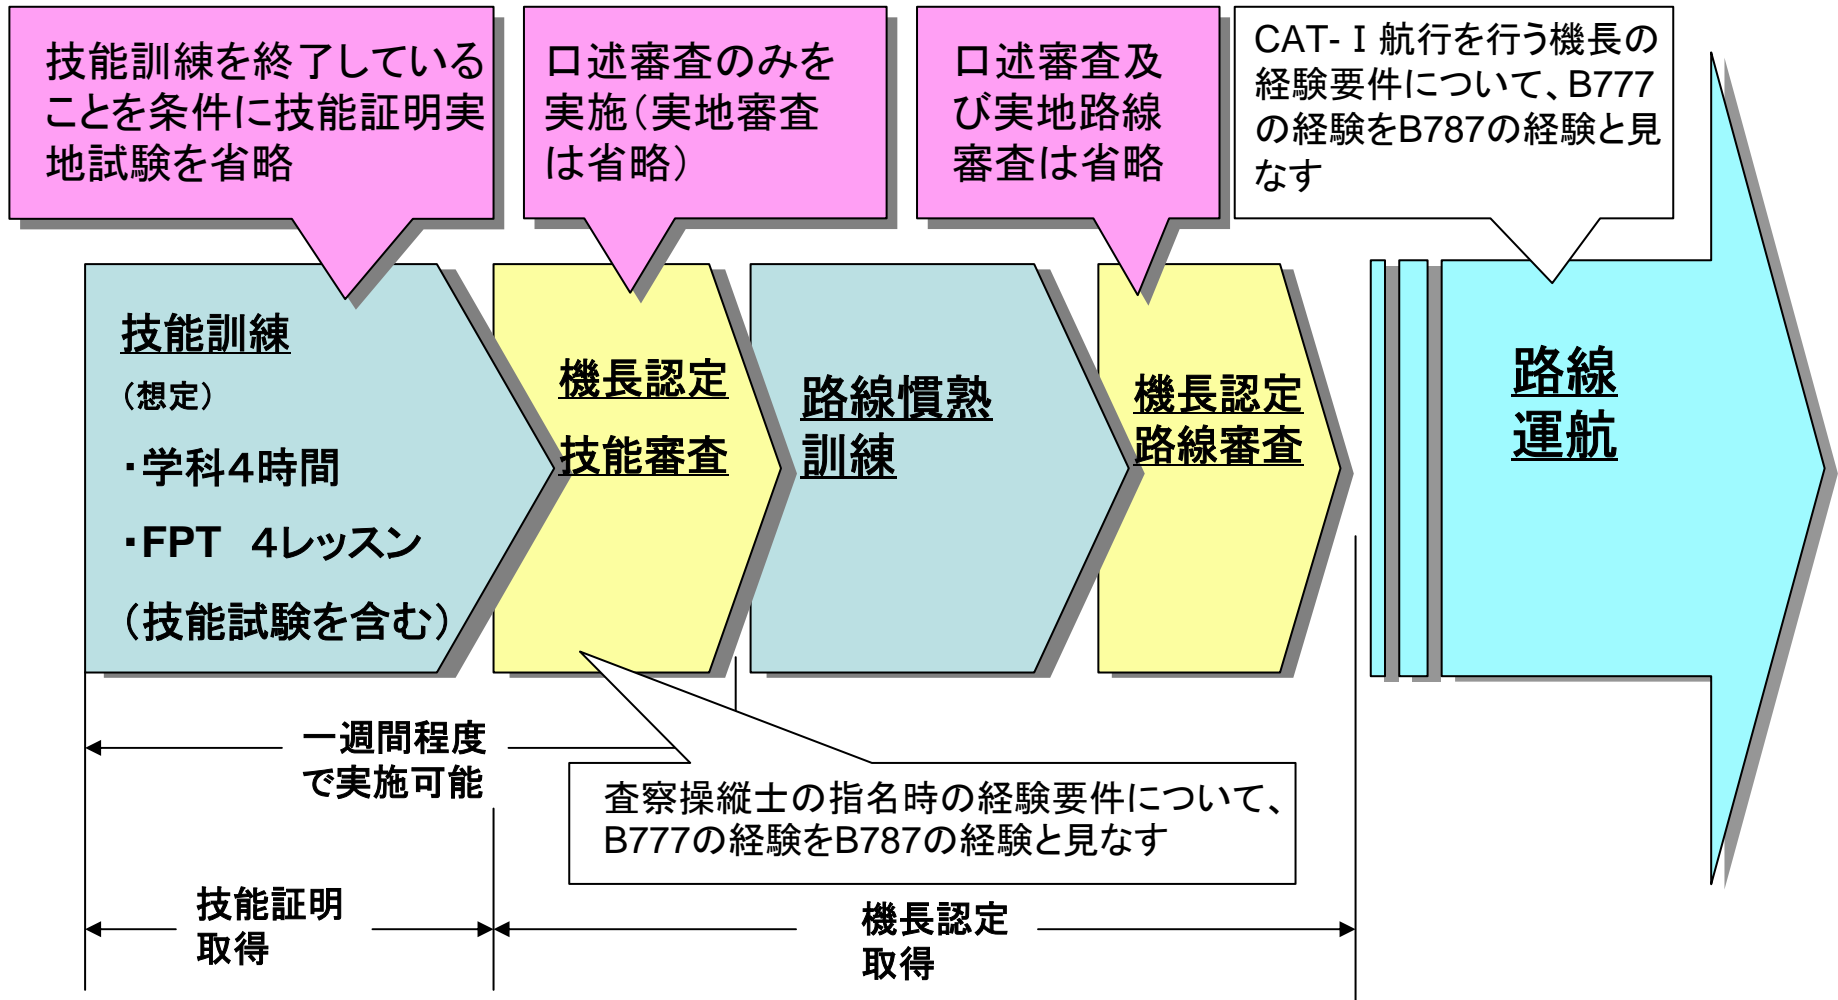 技能訓練を終了している
ことを条件に技能証明実
地試験を省略
口述審査のみを
実施（実地審査
は省略）
口述審査及
び実地路線
審査は省略
CAT-Ⅰ航行を行う機長の
経験要件について、B777
の経験をB787の経験と見
なす
技能訓練
（想定）
・学科４時間
・FPT　４レッスン
（技能試験を含む）
機長認定
技能審査
路線慣熟
訓練
機長認定
路線審査
路線
運航
一週間程度
で実施可能
査察操縦士の指名時の経験要件について、
B777の経験をB787の経験と見なす
技能証明
取得
機長認定
取得